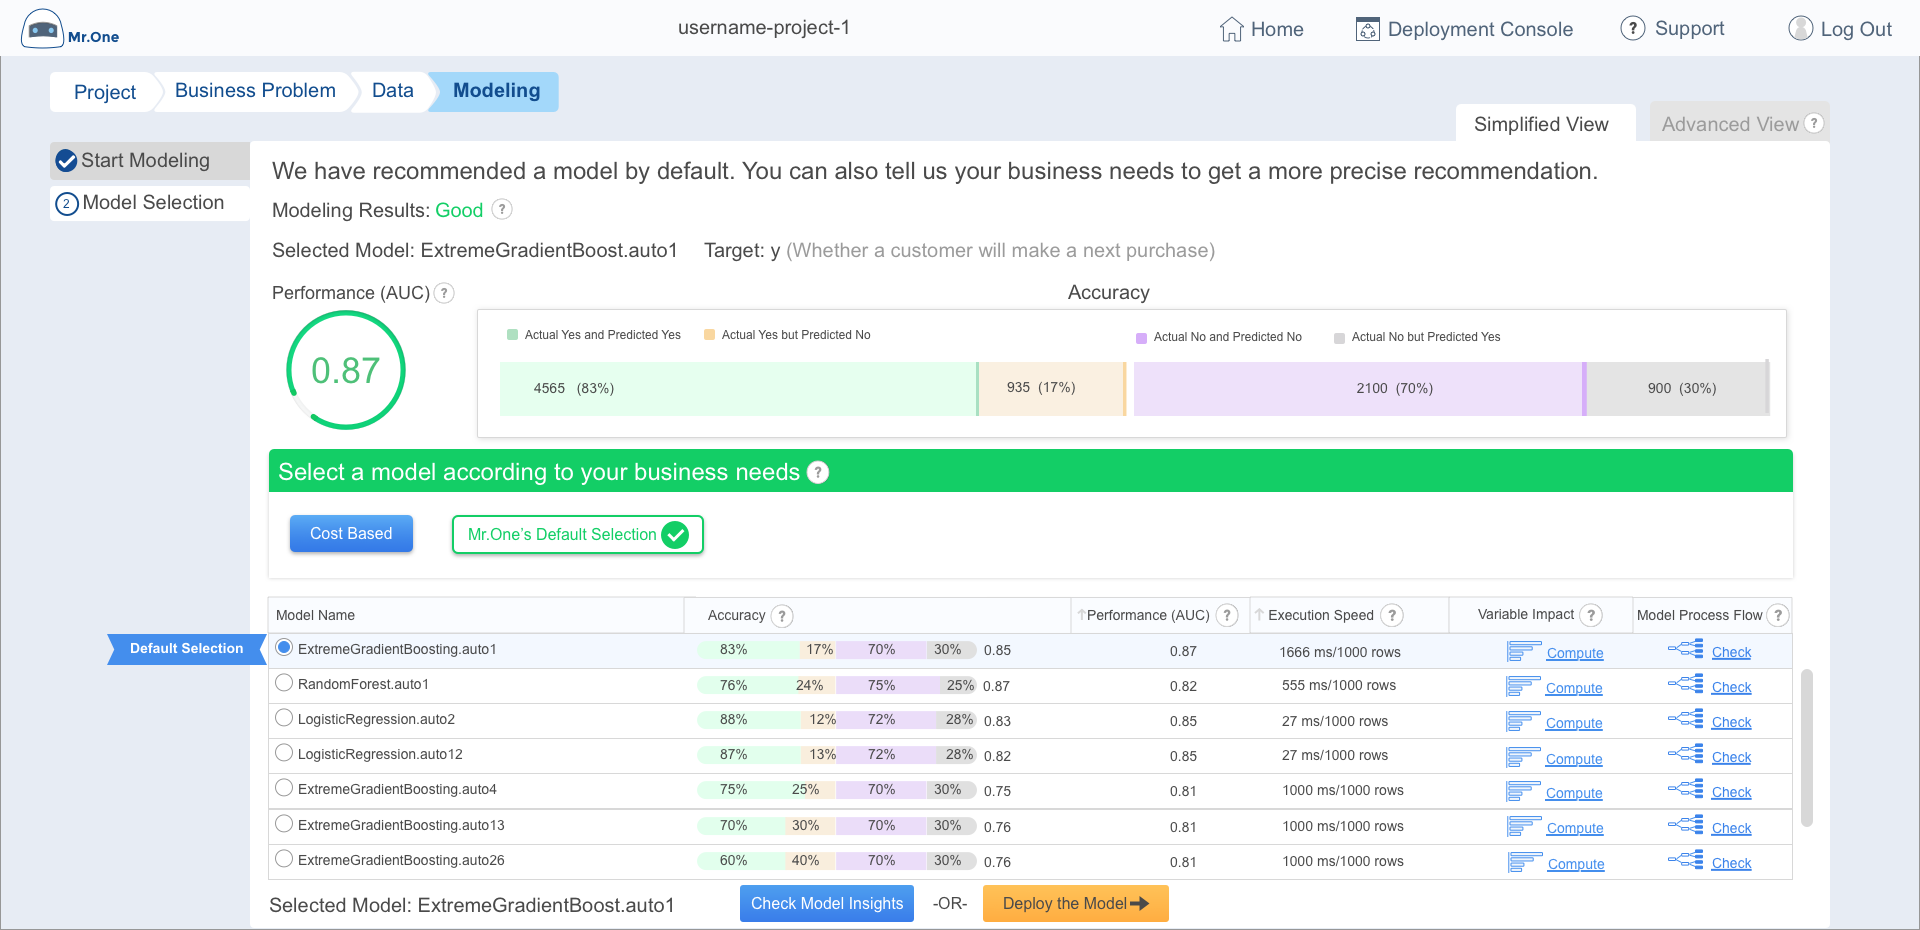 Mr.One
username-project-1
Home
Deployment Console
? Support
Log Out
Project
Business Problem
Data
Modeling
Simplified View
Advanced View ?
Start Modeling
2 Model Selection
We have recommended a model by default. You can also tell us your business needs to get a more precise recommendation.
Modeling Results: Good ?
Selected Model: ExtremeGradientBoost.auto1 Target: y (Whether a customer will make a next purchase)
Performance (AUC) ?
Accuracy
0.87
Actual Yes and Predicted Yes
Actual Yes but Predicted No
Actual No and Predicted No
Actual No but Predicted Yes
4565 (83%)
935 (17%)
2100 (70%)
900 (30%)
Select a model according to your business needs ?
Cost Based
Mr.One’s Default Selection
Model Name Accuracy ? Performance (AUC) ? Execution Speed ? Variable Impact ? Model Process Flow ?
Default Selection
ExtremeGradientBoosting.auto1 83% 17% 70% 30% 0.85 0.87 1666 ms/1000 rows Compute Check
RandomForest.auto1 76% 24% 75% 25% 0.87 0.82 555 ms/1000 rows Compute Check
LogisticRegression.auto2 88% 12% 72% 28% 0.83 0.85 27 ms/1000 rows Compute Check
LogisticRegression.auto12 87% 13% 72% 28% 0.82 0.85 27 ms/1000 rows Compute Check
ExtremeGradientBoosting.auto4 75% 25% 70% 30% 0.75 0.81 1000 ms/1000 rows Compute Check
ExtremeGradientBoosting.auto13 70% 30% 70% 30% 0.76 0.81 1000 ms/1000 rows Compute Check
ExtremeGradientBoosting.auto26 60% 40% 70% 30% 0.76 0.81 1000 ms/1000 rows Compute Check
Selected Model: ExtremeGradientBoost.auto1
Check Model Insights
-OR-
Deploy the Model